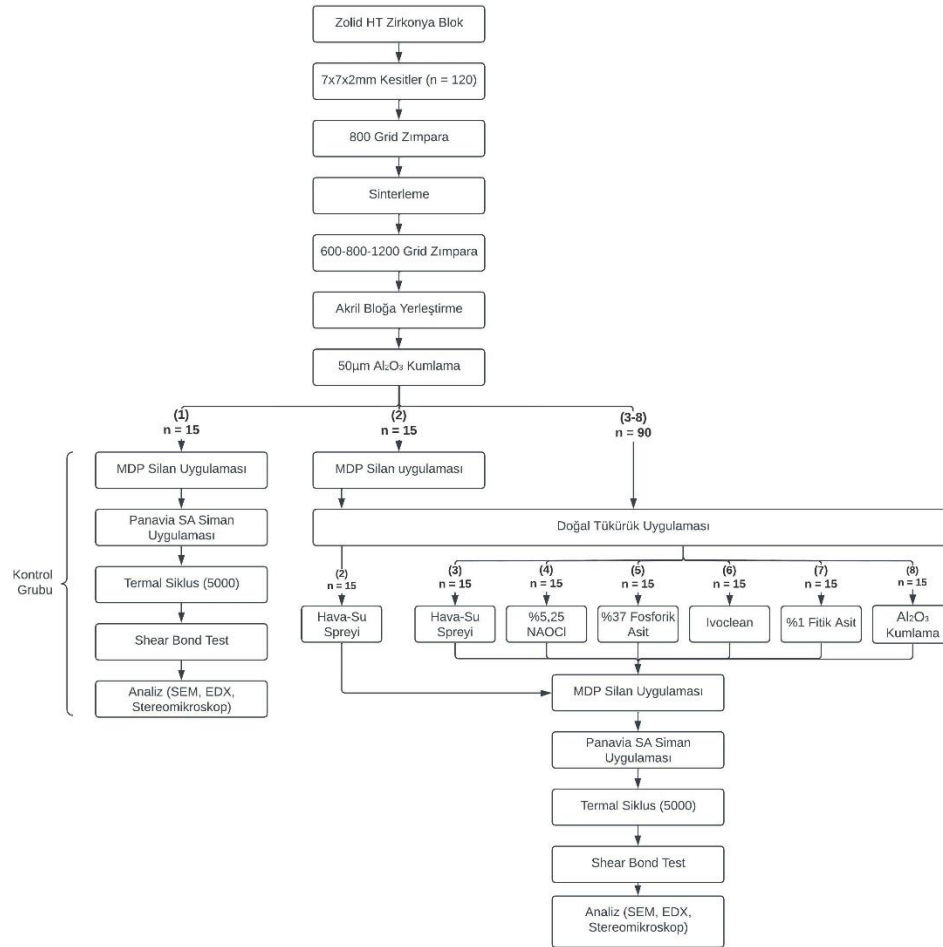 Zolid HT Zirkonya Blok
7x7x2mm Kesitler (n = 120)
800 Grid Zımpara
Sinterleme
600-800-1200 Grid Zımpara
Akril Bloğa Yerleştirme
50µm Al₂O₃ Kumlama
(1)
n = 15
(2)
n = 15
(3-8)
n = 90
Kontrol
Grubu
MDP Silan Uygulaması
Panavia SA Siman
Uygulaması
Termal Siklus (5000)
Shear Bond Test
Analiz (SEM, EDX,
Stereomikroskop)
MDP Silan uygulaması
Doğal Tükürük Uygulaması
(2)
n = 15
Hava-Su
Spreyi
(3)
n = 15
Hava-Su
Spreyi
(4)
n = 15
%5,25
NAOCl
(5)
n = 15
%37 Fosforik
Asit
(6)
n = 15
Ivoclean
(7)
n = 15
%1 Fitik Asit
(8)
n = 15
Al₂O₃
Kumlama
MDP Silan Uygulaması
Panavia SA Siman
Uygulaması
Termal Siklus (5000)
Shear Bond Test
Analiz (SEM, EDX,
Stereomikroskop)